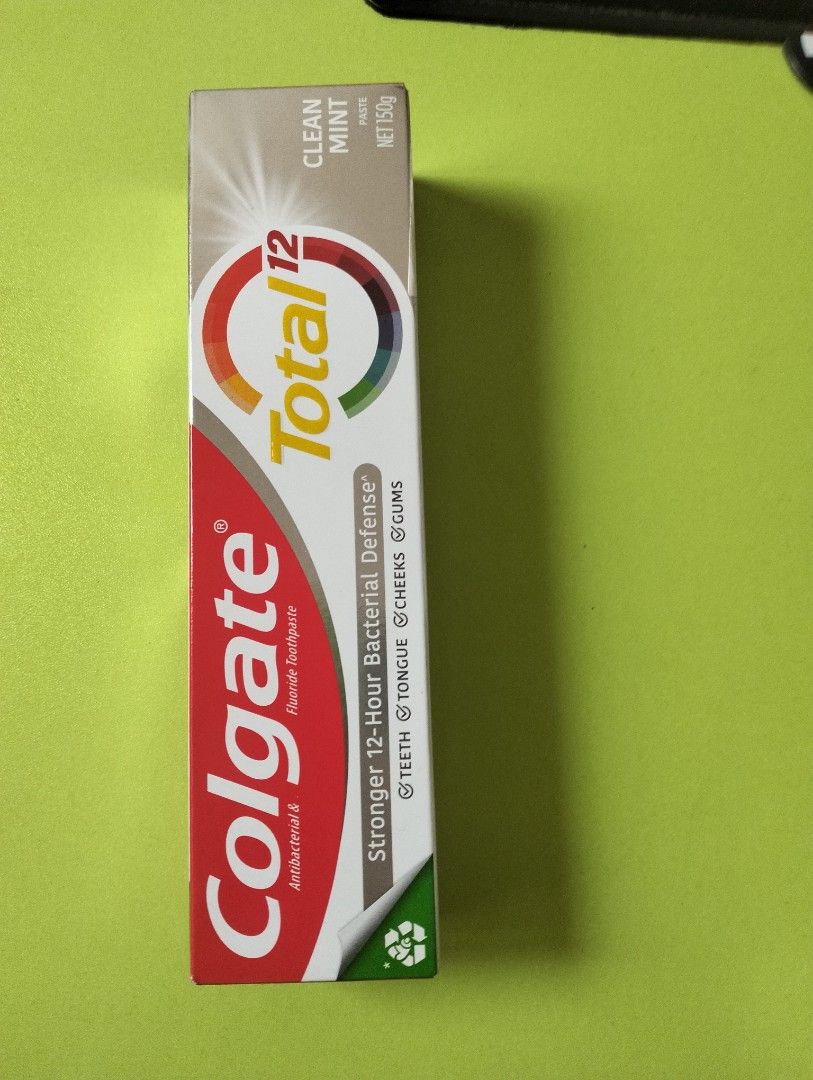 Colgate®
Antibacterial & Fluoride Toothpaste
Total 12
CLEAN
MINT
PASTE
NET 150g
Stronger 12-Hour Bacterial Defense^
TEETH TONGUE CHEEKS GUMS
*